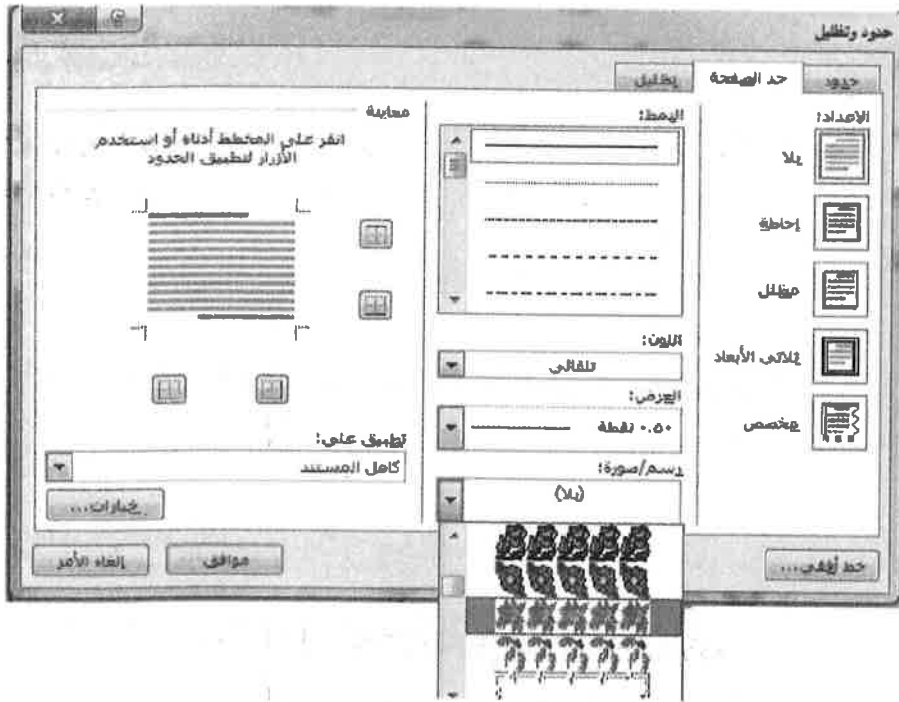 حدود وتظليل
حدود
حد الصفحة
تظليل
الإعداد:
بلا
إحاطة
مظلل
ثلاثي الأبعاد
مخصص
النمط:
اللون:
تلقائي
العرض:
٠.٥٠ نقطة
رسم/صورة:
(بلا)
معاينة
انقر على المخطط أدناه أو استخدم
الأزرار لتطبيق الحدود
تطبيق على:
كامل المستند
خيارات...
خط أفقي...
موافق
إلغاء الأمر